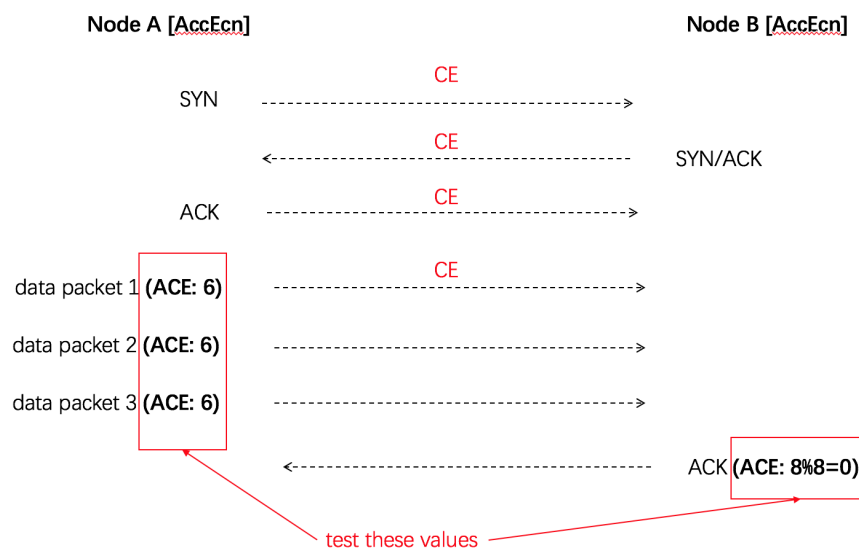 Node A [AccEcn]
Node B [AccEcn]
CE
SYN
CE
SYN/ACK
CE
ACK
CE
data packet 1 (ACE: 6)
data packet 2 (ACE: 6)
data packet 3 (ACE: 6)
ACK (ACE: 8%8=0)
test these values